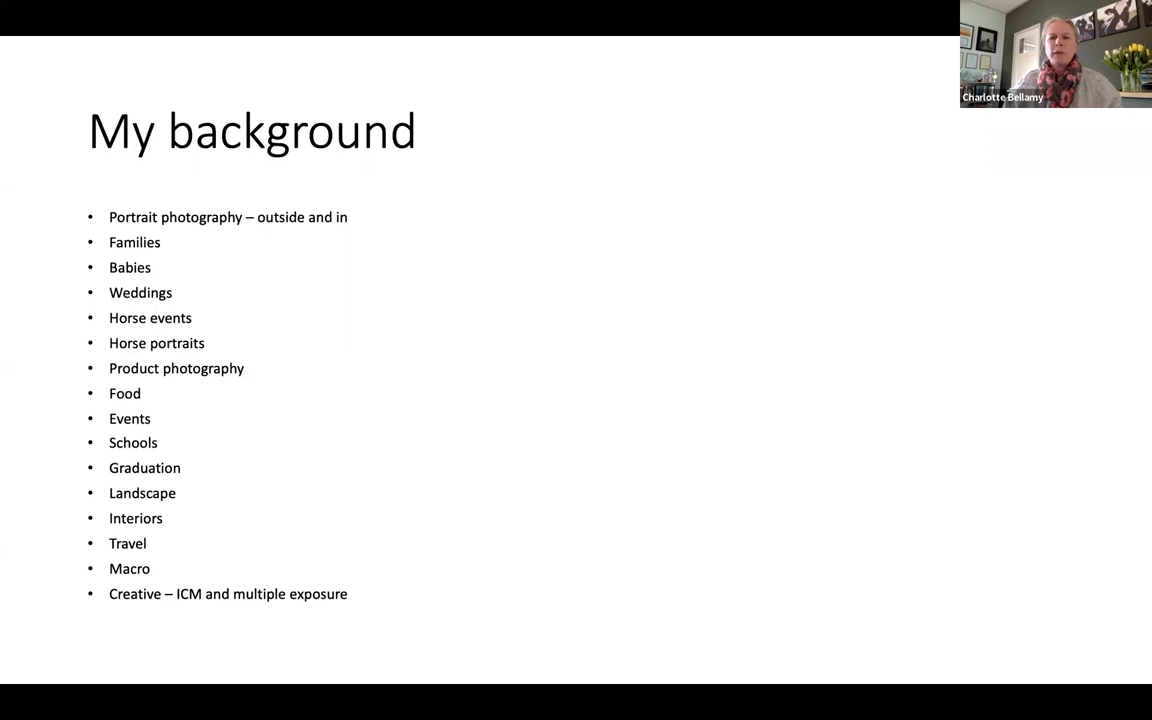 My background
• Portrait photography – outside and in
• Families
• Babies
• Weddings
• Horse events
• Horse portraits
• Product photography
• Food
• Events
• Schools
• Graduation
• Landscape
• Interiors
• Travel
• Macro
• Creative – ICM and multiple exposure
Charlotte Bellamy